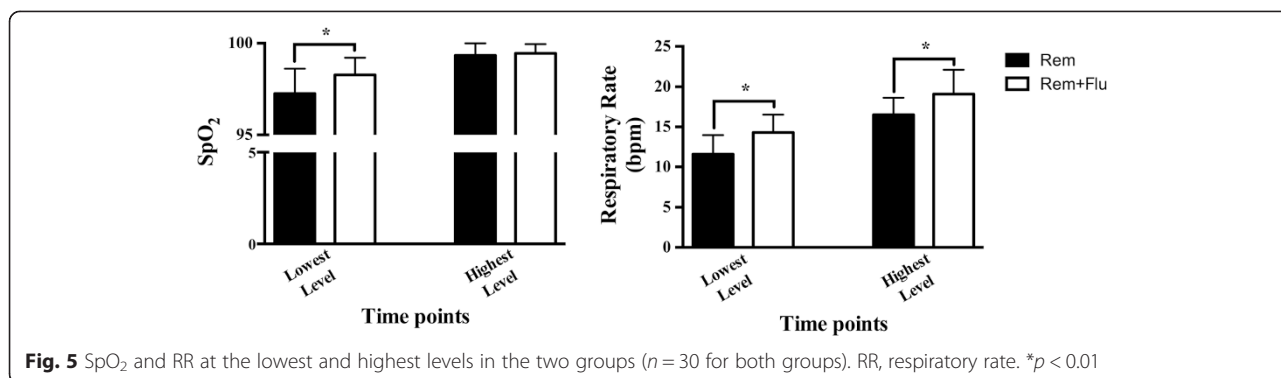 *
100
SpO₂
95
5
0
Lowest Level
Highest Level
Time points
*
*
25
20
15
10
5
0
Respiratory Rate
(bpm)
Lowest Level
Highest Level
Time points
Rem
Rem+Flu
Fig. 5 SpO₂ and RR at the lowest and highest levels in the two groups (n = 30 for both groups). RR, respiratory rate. *p < 0.01